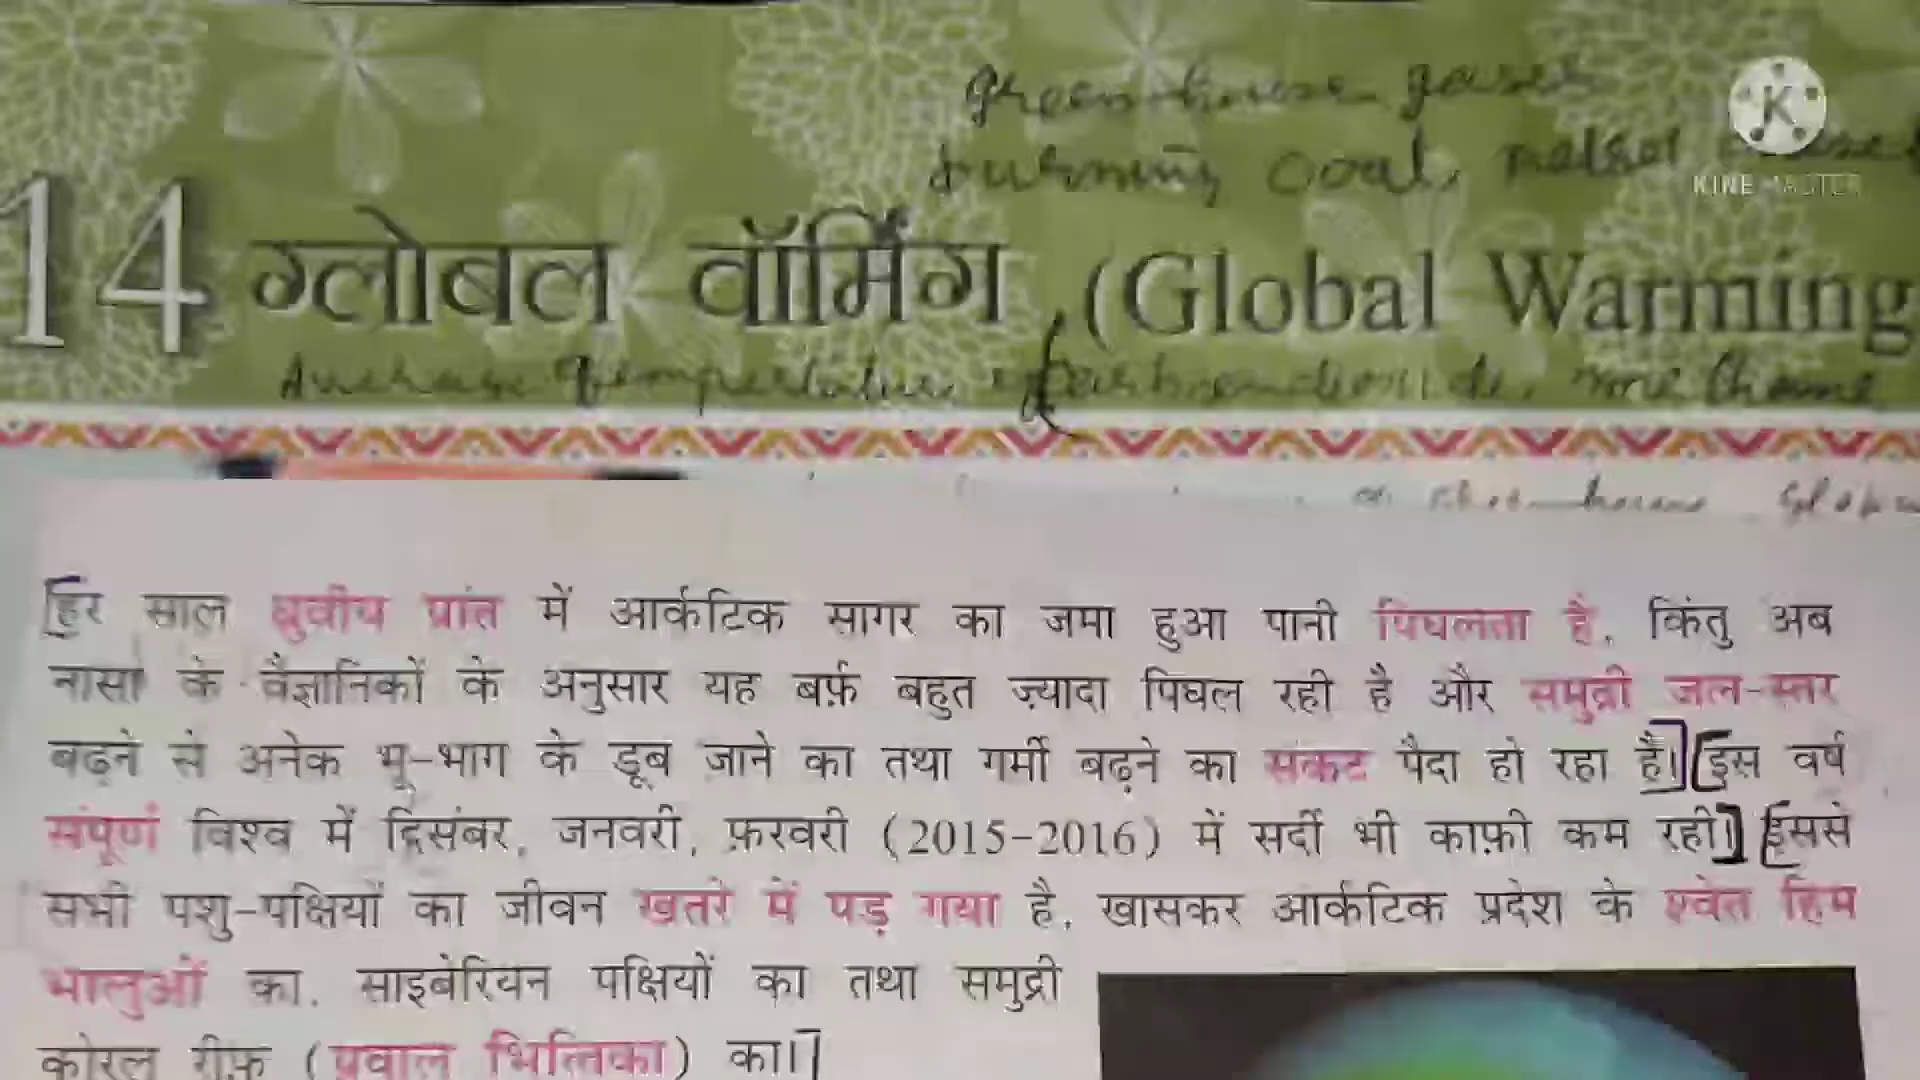 green house gases
burning coal,
KINEMASTER
14 ग्लोबल वॉर्मिंग (Global Warming
temperature, methane
हर साल ध्रुवीय प्रांत में आर्कटिक सागर का जमा हुआ पानी पिघलता है, किंतु अब
नासा के वैज्ञानिकों के अनुसार यह बर्फ़ बहुत ज़्यादा पिघल रही है और समुद्री जल-स्तर
बढ़ने से अनेक भू-भाग के डूब जाने का तथा गर्मी बढ़ने का संकट पैदा हो रहा है। इस वर्ष
संपूर्ण विश्व में दिसंबर, जनवरी, फ़रवरी (2015-2016) में सर्दी भी काफ़ी कम रही। इससे
सभी पशु-पक्षियों का जीवन खतरे में पड़ गया है, खासकर आर्कटिक प्रदेश के श्वेत हिम
भालुओं का, साइबेरियन पक्षियों का तथा समुद्री
कोरल रीफ़ (प्रवाल भित्तिका) का।